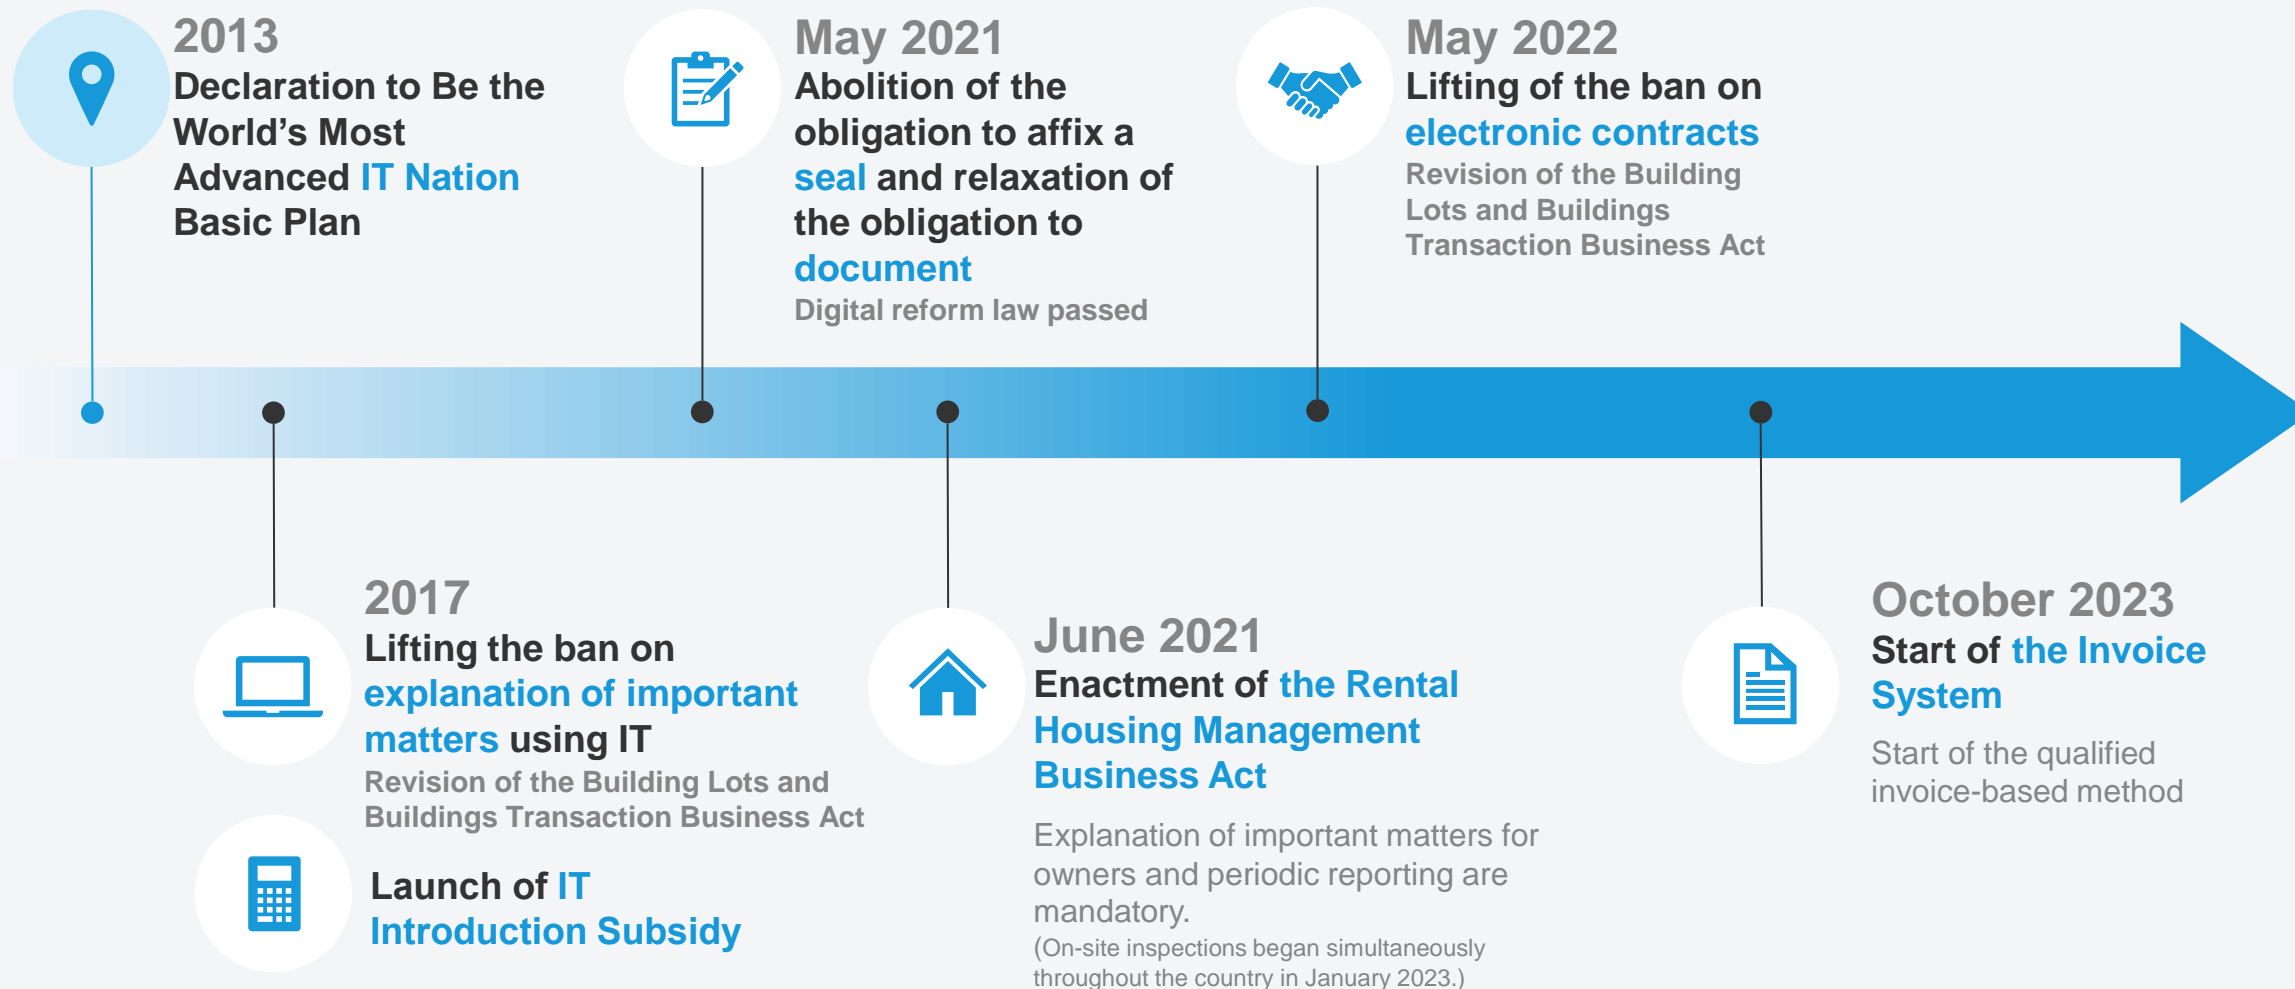 2013
Declaration to Be the
World's Most
Advanced IT Nation
Basic Plan
May 2021
Abolition of the
obligation to affix a
seal and relaxation of
the obligation to
document
Digital reform law passed
May 2022
Lifting of the ban on
electronic contracts
Revision of the Building
Lots and Buildings
Transaction Business Act
2017
Lifting the ban on
explanation of important
matters using IT
Revision of the Building Lots and
Buildings Transaction Business Act
Launch of IT
Introduction Subsidy
June 2021
Enactment of the Rental
Housing Management
Business Act
Explanation of important matters for
owners and periodic reporting are
mandatory.
(On-site inspections began simultaneously
throughout the country in January 2023.)
October 2023
Start of the Invoice
System
Start of the qualified
invoice-based method